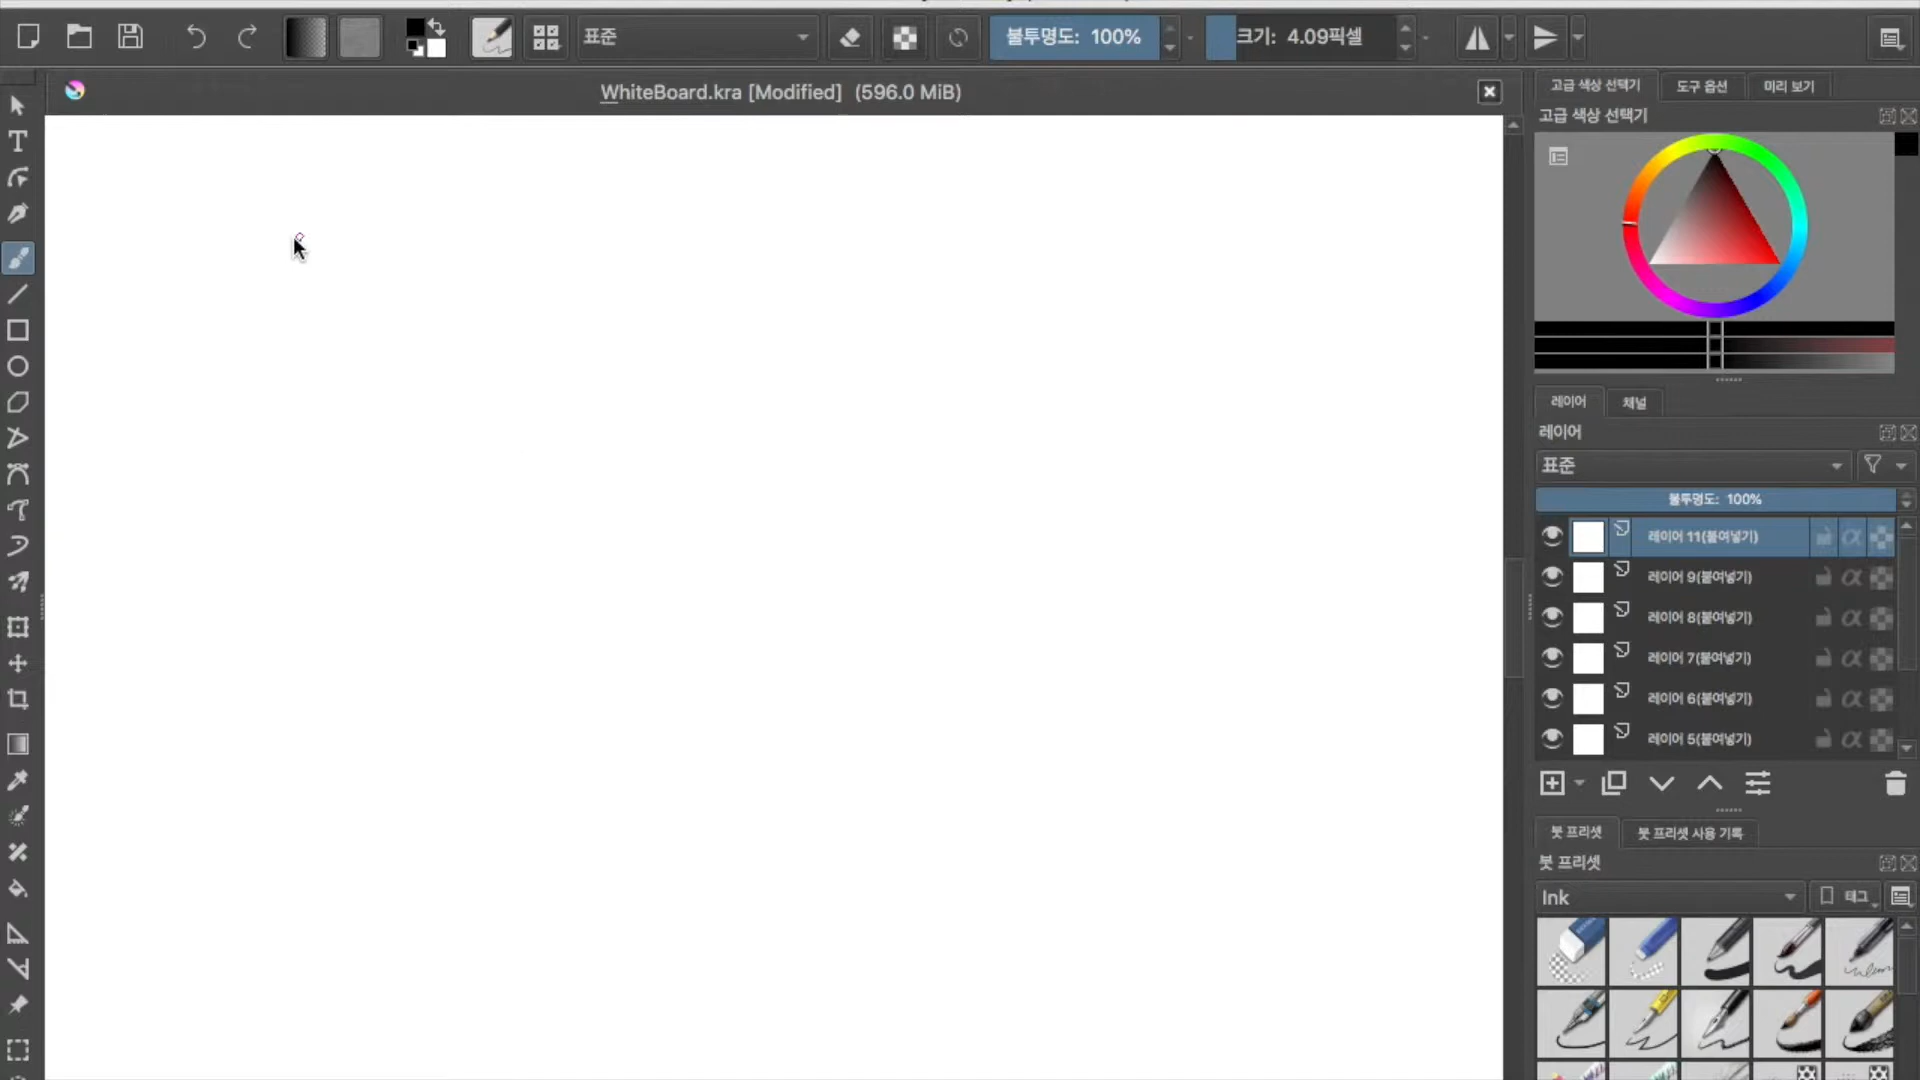 표준
불투명도: 100%
크기: 4.09픽셀
WhiteBoard.kra [Modified] (596.0 MiB)
고급 색상 선택기
도구 옵션
미리 보기
고급 색상 선택기
레이어
채널
레이어
표준
불투명도: 100%
레이어 11(붙여넣기)
레이어 9(붙여넣기)
레이어 8(붙여넣기)
레이어 7(붙여넣기)
레이어 6(붙여넣기)
레이어 5(붙여넣기)
붓 프리셋
붓 프리셋 사용 기록
붓 프리셋
Ink
태그